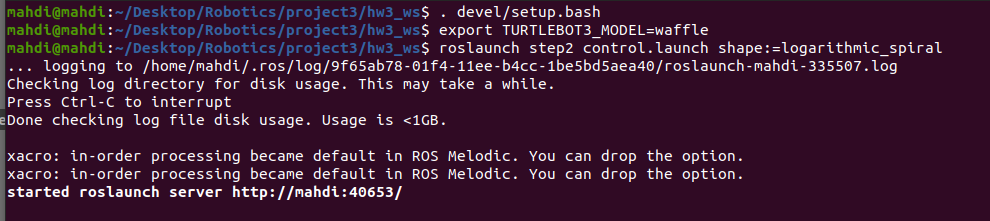 mahdi@mahdi:~/Desktop/Robotics/project3/hw3_ws$ . devel/setup.bash
mahdi@mahdi:~/Desktop/Robotics/project3/hw3_ws$ export TURTLEBOT3_MODEL=waffle
mahdi@mahdi:~/Desktop/Robotics/project3/hw3_ws$ roslaunch step2 control.launch shape:=logarithmic_spiral
... logging to /home/mahdi/.ros/log/9f65ab78-01f4-11ee-b4cc-1be5bd5aea40/roslaunch-mahdi-335507.log
Checking log directory for disk usage. This may take a while.
Press Ctrl-C to interrupt
Done checking log file disk usage. Usage is <1GB.

xacro: in-order processing became default in ROS Melodic. You can drop the option.
xacro: in-order processing became default in ROS Melodic. You can drop the option.
started roslaunch server http://mahdi:40653/